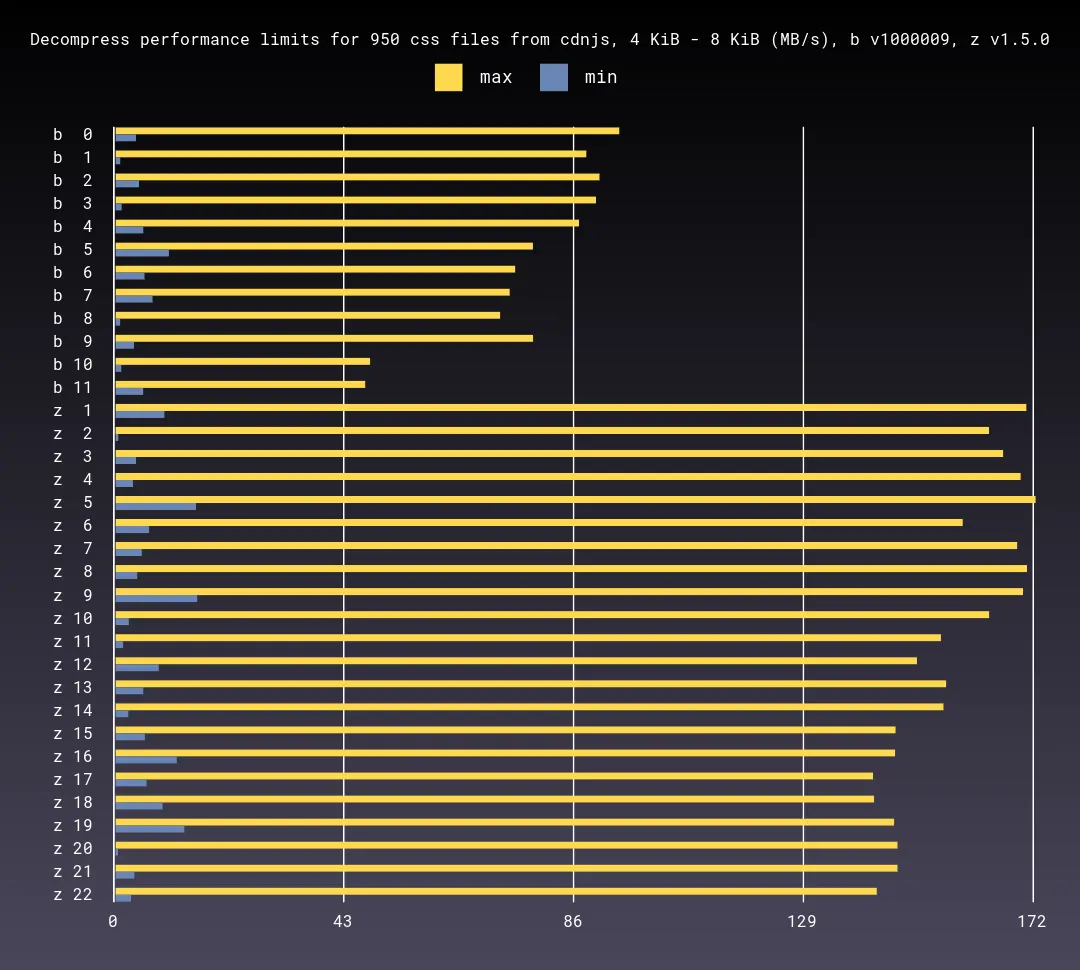 Decompress performance limits for 950 css files from cdnjs, 4 KiB - 8 KiB (MB/s), b v1000009, z v1.5.0
max min
b 0
b 1
b 2
b 3
b 4
b 5
b 6
b 7
b 8
b 9
b 10
b 11
z 1
z 2
z 3
z 4
z 5
z 6
z 7
z 8
z 9
z 10
z 11
z 12
z 13
z 14
z 15
z 16
z 17
z 18
z 19
z 20
z 21
z 22
0 43 86 129 172